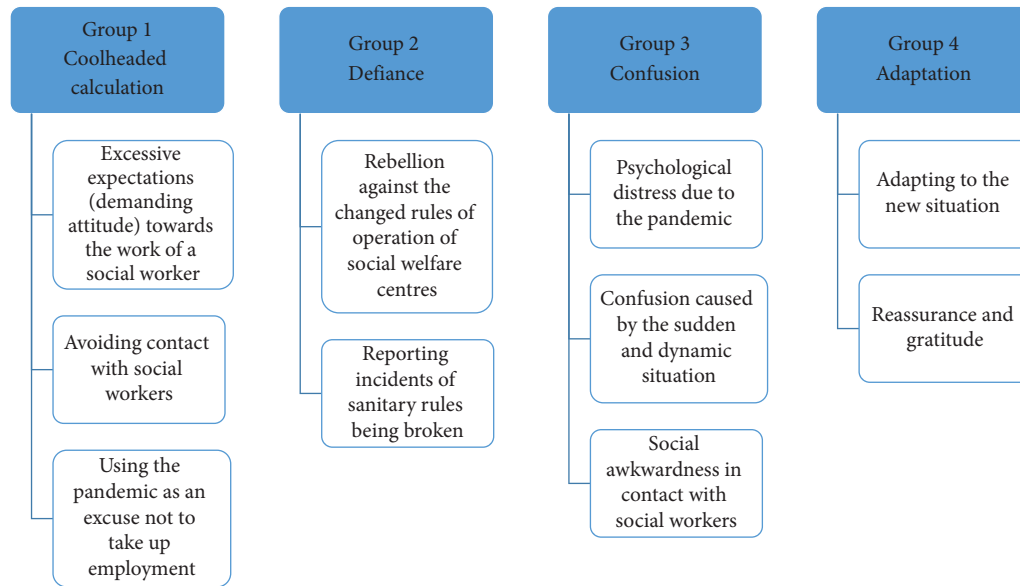 Group 1
Coolheaded
calculation
Excessive
expectations
(demanding
attitude) towards
the work of a
social worker
Avoiding contact
with social
workers
Using the
pandemic as an
excuse not to
take up
employment
Group 2
Defiance
Rebellion
against the
changed rules of
operation of
social welfare
centres
Reporting
incidents of
sanitary rules
being broken
Group 3
Confusion
Psychological
distress due to
the pandemic
Confusion caused
by the sudden
and dynamic
situation
Social
awkwardness in
contact with
social workers
Group 4
Adaptation
Adapting to the
new situation
Reassurance and
gratitude